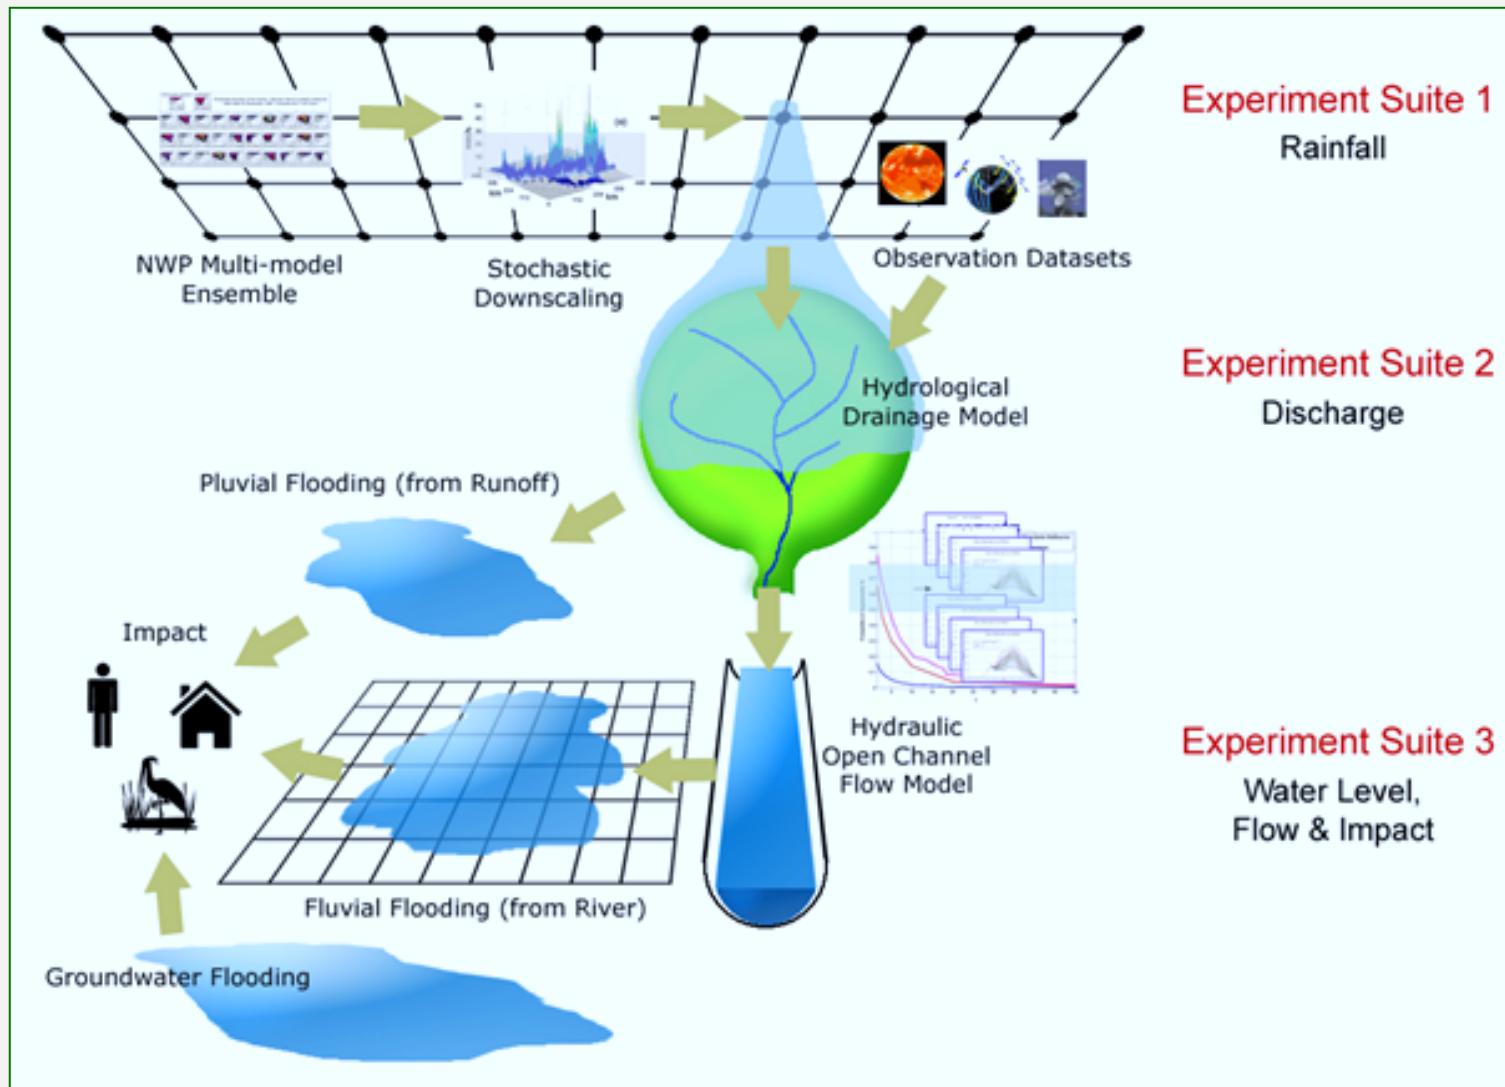 Experiment Suite 1
Rainfall
NWP Multi-model
Ensemble
Stochastic
Downscaling
Observation Datasets
Experiment Suite 2
Discharge
Hydrological
Drainage Model
Pluvial Flooding (from Runoff)
Impact
Hydraulic
Open Channel
Flow Model
Experiment Suite 3
Water Level,
Flow & Impact
Fluvial Flooding (from River)
Groundwater Flooding